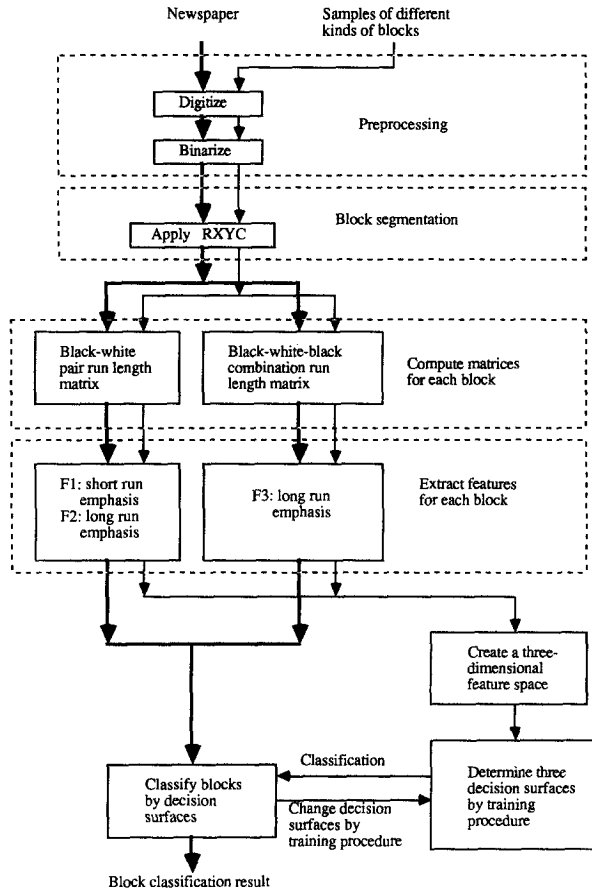 Newspaper
Samples of different
kinds of blocks
Digitize
Preprocessing
Binarize
Block segmentation
Apply RXYC
Black-white
pair run length
matrix
Black-white-black
combination run
length matrix
Compute matrices
for each block
F1: short run
emphasis
F2: long run
emphasis
F3: long run
emphasis
Extract features
for each block
Create a three-
dimensional
feature space
Classification
Classify blocks
by decision
surfaces
Change decision
surfaces by
training procedure
Determine three
decision surfaces
by training
procedure
Block classification result